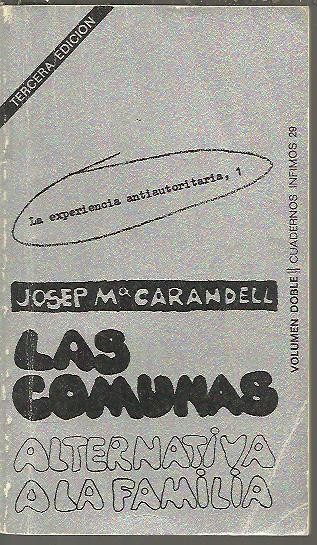 TERCERA EDICION
La experiencia antiautoritaria, 1
VOLUMEN DOBLE || CUADERNOS INFIMOS 29
JOSEP Mª CARANDELL
LAS
COMUNAS
ALTERNATIVA
A LA FAMILIA